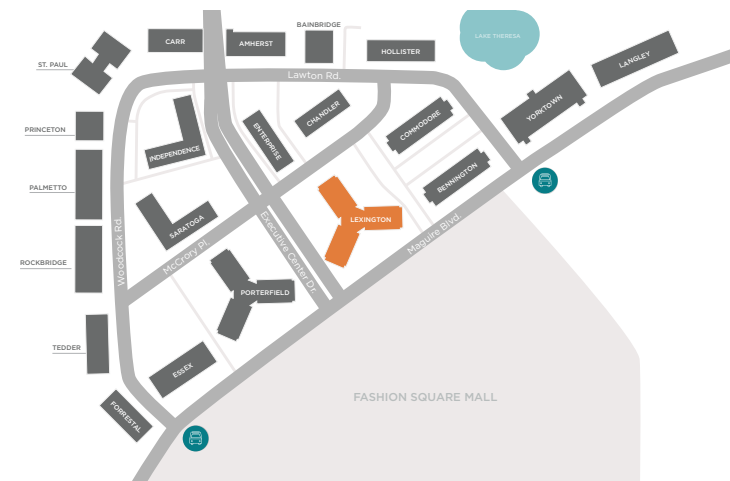 BAINBRIDGE
CARR
AMHERST
HOLLISTER
LAKE THERESA
LANGLEY
ST. PAUL
Lawton Rd.
YORKTOWN
CHANDLER
COMMODORE
PRINCETON
ENTERPRISE
INDEPENDENCE
BENNINGTON
PALMETTO
SARATOGA
LEXINGTON
Woodcock Rd.
McCrory Pl.
Executive Center Dr.
Maguire Blvd.
ROCKBRIDGE
PORTERFIELD
TEDDER
ESSEX
FORRESTAL
FASHION SQUARE MALL